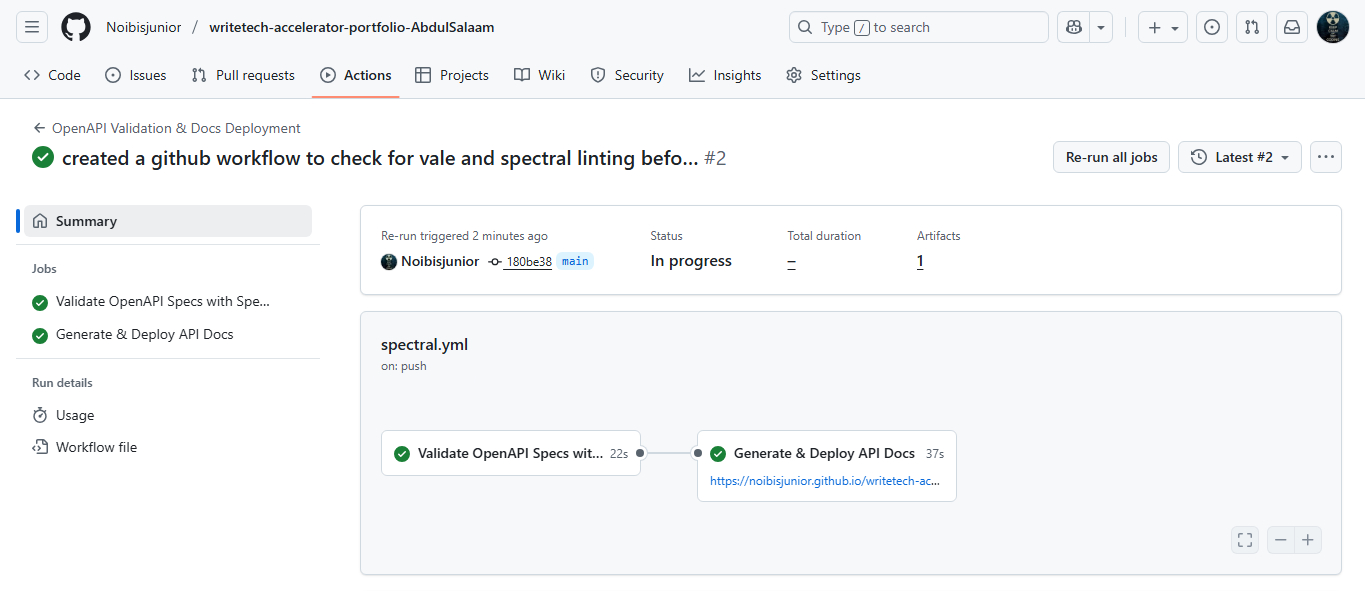 Noibisjunior / writetech-accelerator-portfolio-AbdulSalaam
Type / to search
Code
Issues
Pull requests
Actions
Projects
Wiki
Security
Insights
Settings
← OpenAPI Validation & Docs Deployment
created a github workflow to check for vale and spectral linting befo... #2
Re-run all jobs
Latest #2
Summary
Jobs
Validate OpenAPI Specs with Spe...
Generate & Deploy API Docs
Run details
Usage
Workflow file
Re-run triggered 2 minutes ago
Noibisjunior 180be38 main
Status
In progress
Total duration
–
Artifacts
1
spectral.yml
on: push
Validate OpenAPI Specs wit... 22s
Generate & Deploy API Docs 37s
https://noibisjunior.github.io/writetech-ac...